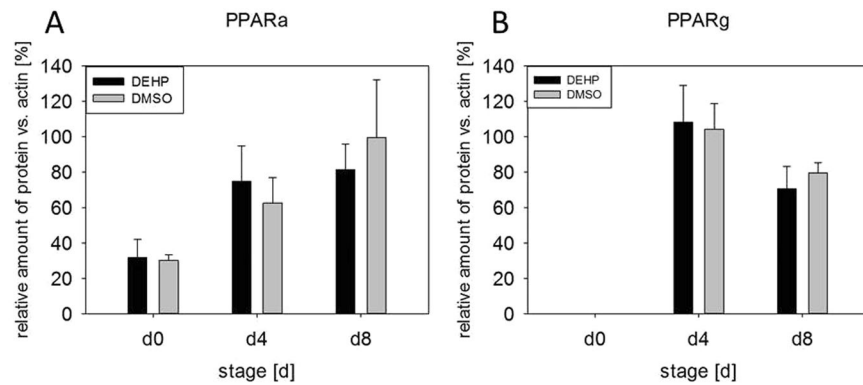 A
PPARa
relative amount of protein vs. actin [%]
140
120
100
80
60
40
20
0
DEHP
DMSO
d0
d4
d8
stage [d]
B
PPARg
relative amount of protein vs. actin [%]
140
120
100
80
60
40
20
0
DEHP
DMSO
d0
d4
d8
stage [d]